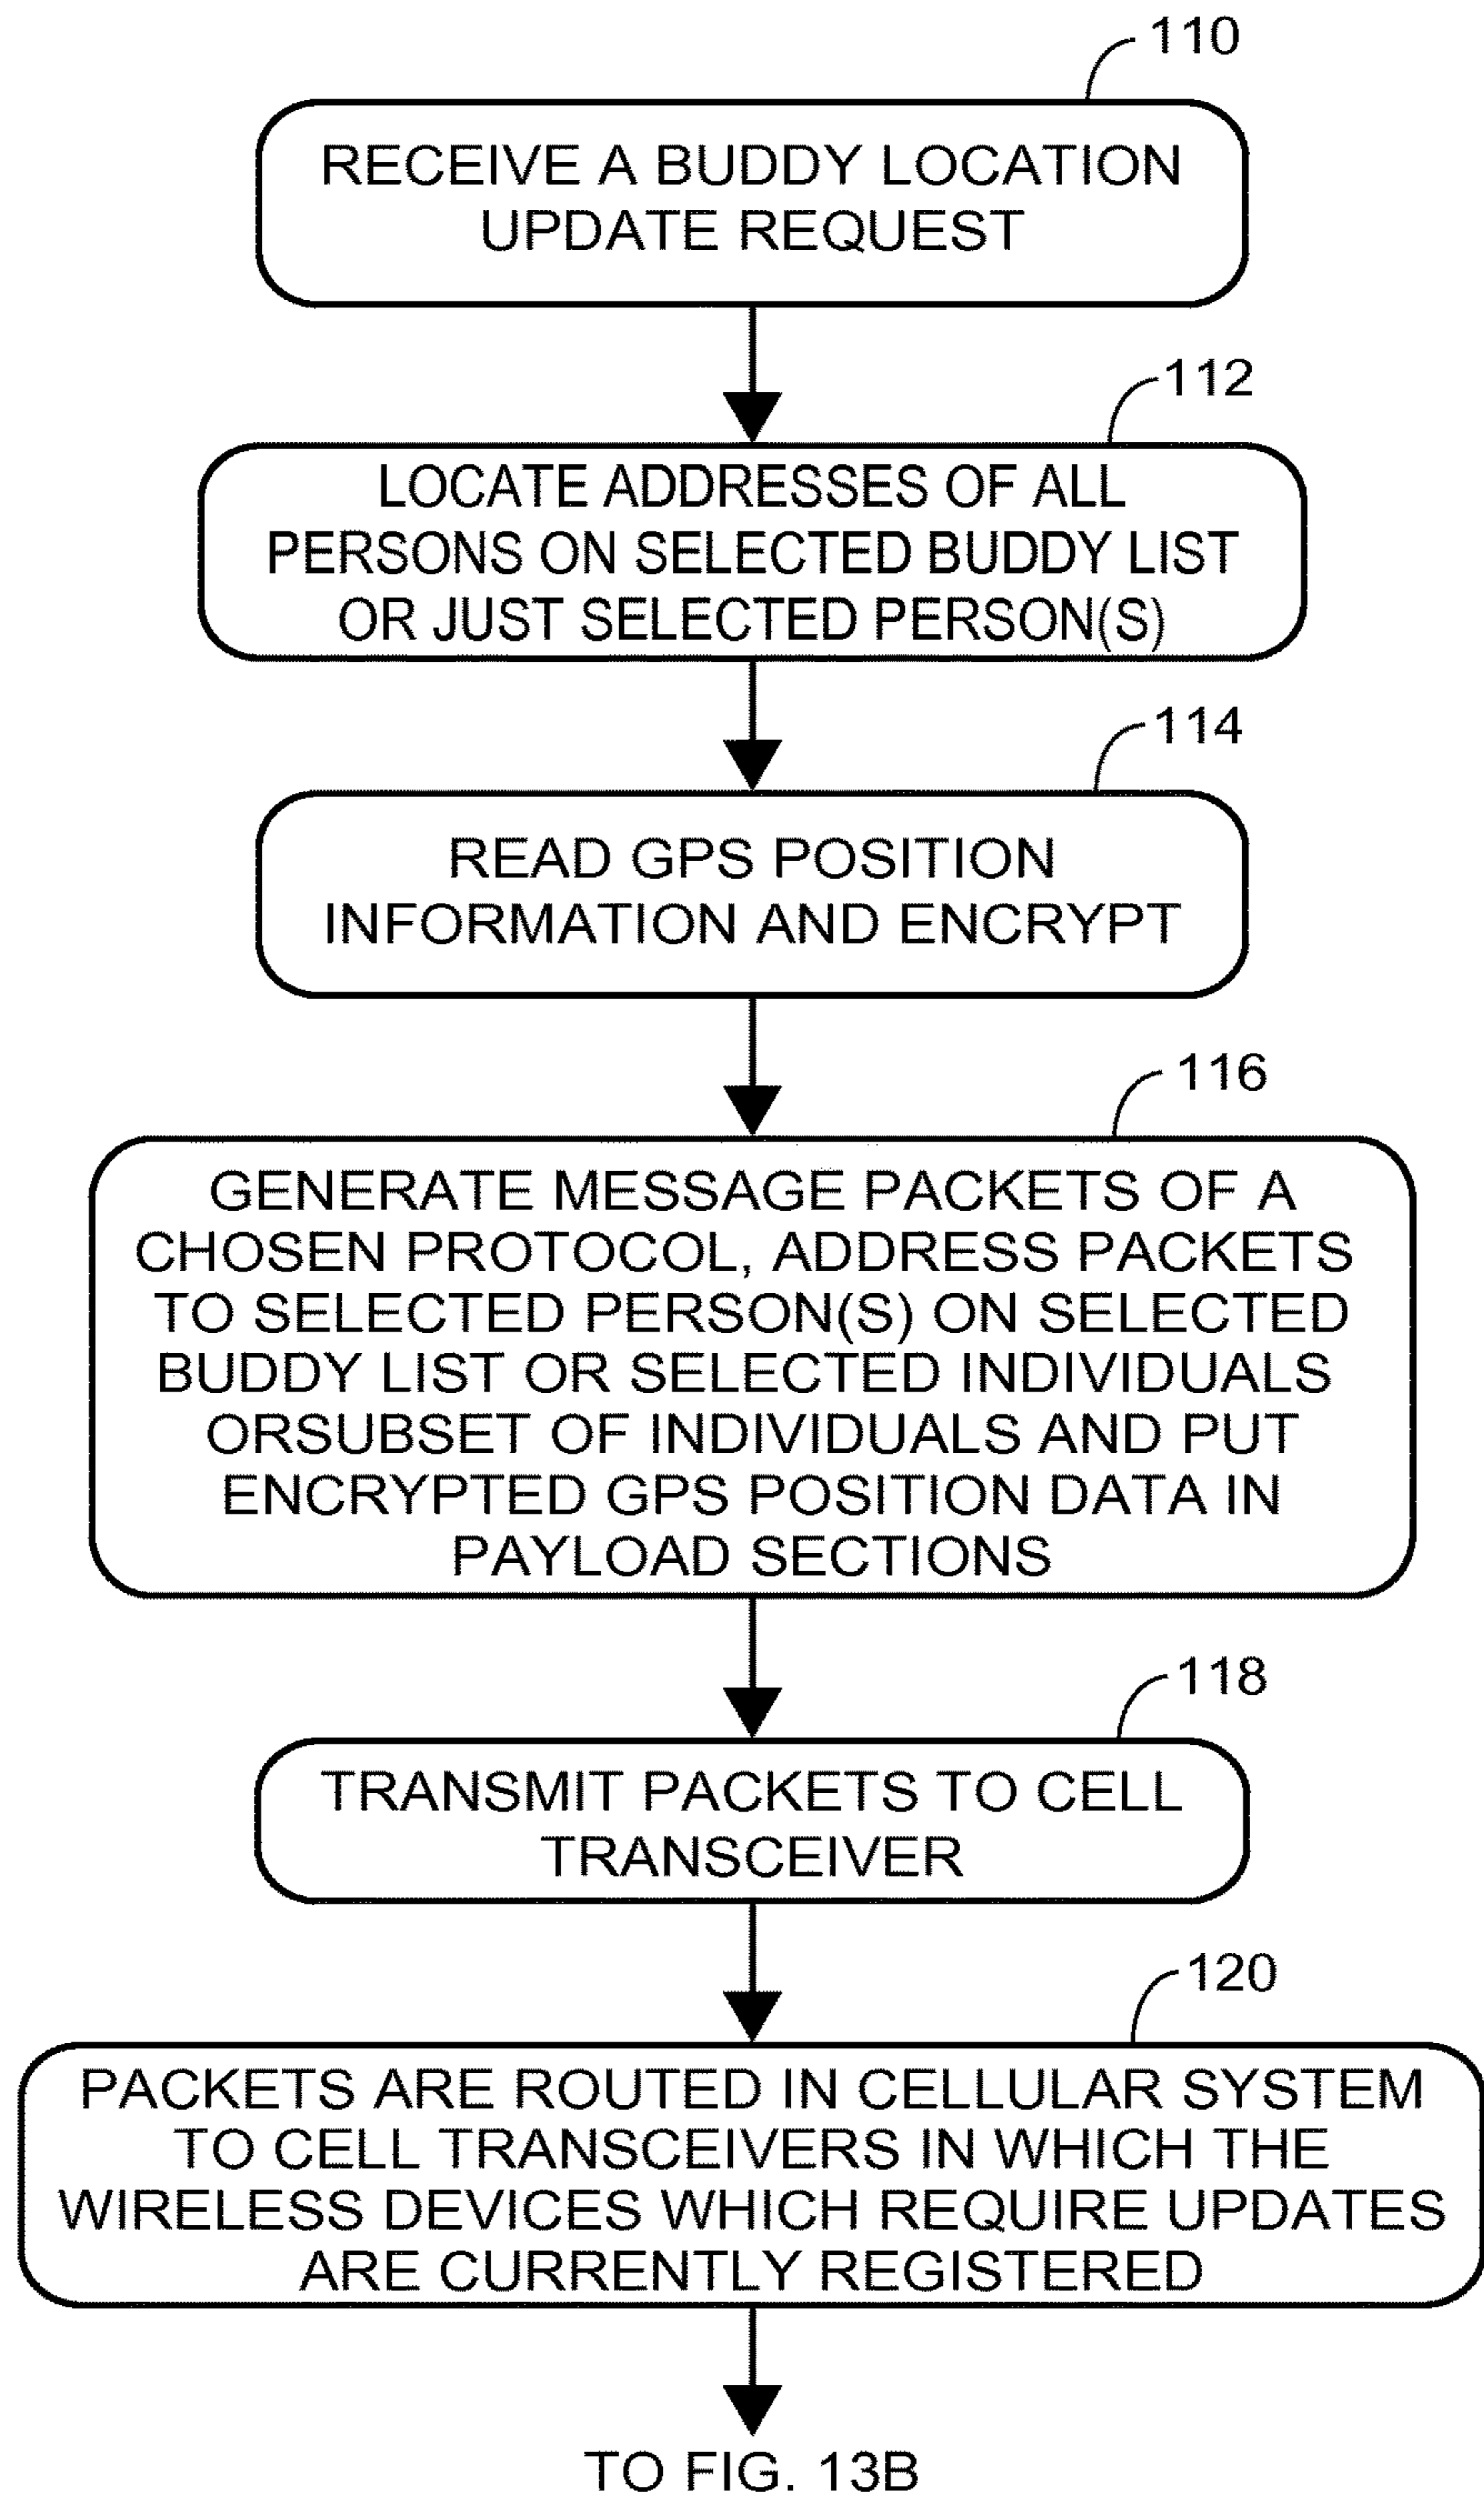 110
RECEIVE A BUDDY LOCATION
UPDATE REQUEST
112
LOCATE ADDRESSES OF ALL
PERSONS ON SELECTED BUDDY LIST
OR JUST SELECTED PERSON(S)
114
READ GPS POSITION
INFORMATION AND ENCRYPT
116
GENERATE MESSAGE PACKETS OF A
CHOSEN PROTOCOL, ADDRESS PACKETS
TO SELECTED PERSON(S) ON SELECTED
BUDDY LIST OR SELECTED INDIVIDUALS
ORSUBSET OF INDIVIDUALS AND PUT
ENCRYPTED GPS POSITION DATA IN
PAYLOAD SECTIONS
118
TRANSMIT PACKETS TO CELL
TRANSCEIVER
120
PACKETS ARE ROUTED IN CELLULAR SYSTEM
TO CELL TRANSCEIVERS IN WHICH THE
WIRELESS DEVICES WHICH REQUIRE UPDATES
ARE CURRENTLY REGISTERED
TO FIG. 13B